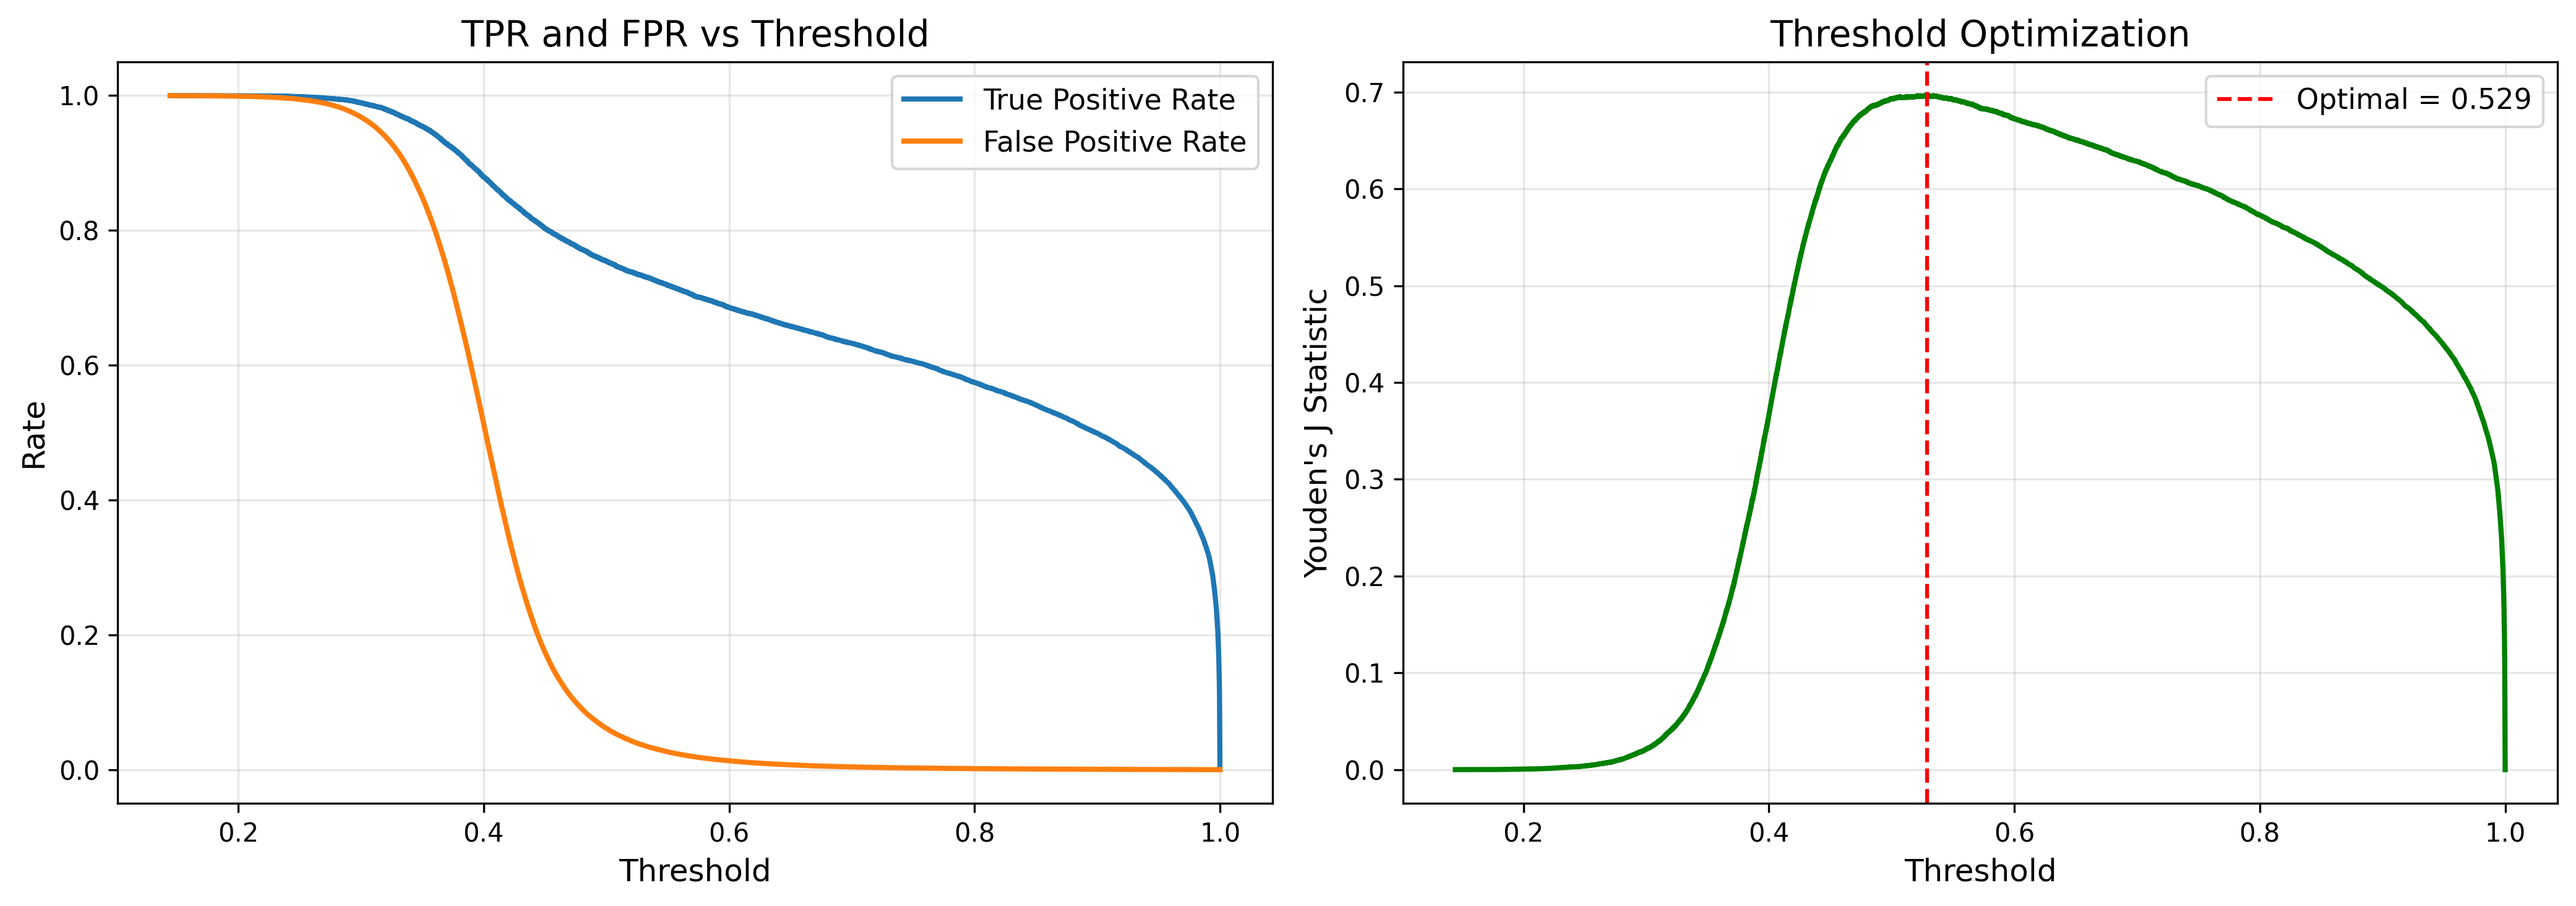 TPR and FPR vs Threshold
True Positive Rate
False Positive Rate
Rate
1.0
0.8
0.6
0.4
0.2
0.0
0.2 0.4 0.6 0.8 1.0
Threshold
Threshold Optimization
Optimal = 0.529
Youden's J Statistic
0.7
0.6
0.5
0.4
0.3
0.2
0.1
0.0
0.2 0.4 0.6 0.8 1.0
Threshold